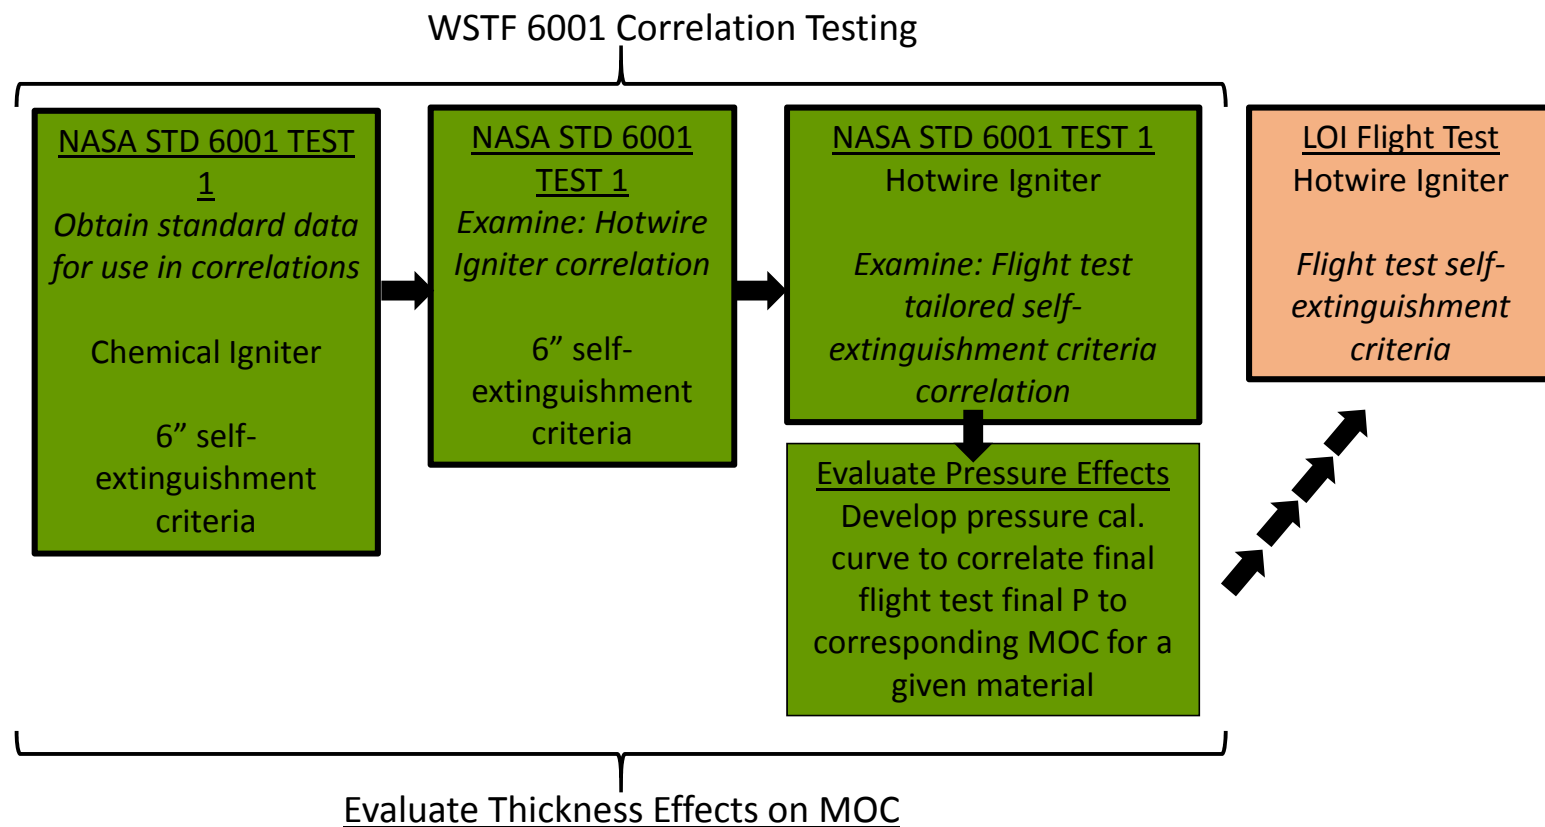 WSTF 6001 Correlation Testing
NASA STD 6001 TEST
1
Obtain standard data
for use in correlations
Chemical Igniter
6” self-
extinguishment
criteria
NASA STD 6001
TEST 1
Examine: Hotwire
Igniter correlation
6” self-
extinguishment
criteria
NASA STD 6001 TEST 1
Hotwire Igniter
Examine: Flight test
tailored self-
extinguishment criteria
correlation
Evaluate Pressure Effects
Develop pressure cal.
curve to correlate final
flight test final P to
corresponding MOC for a
given material
LOI Flight Test
Hotwire Igniter
Flight test self-
extinguishment
criteria
Evaluate Thickness Effects on MOC